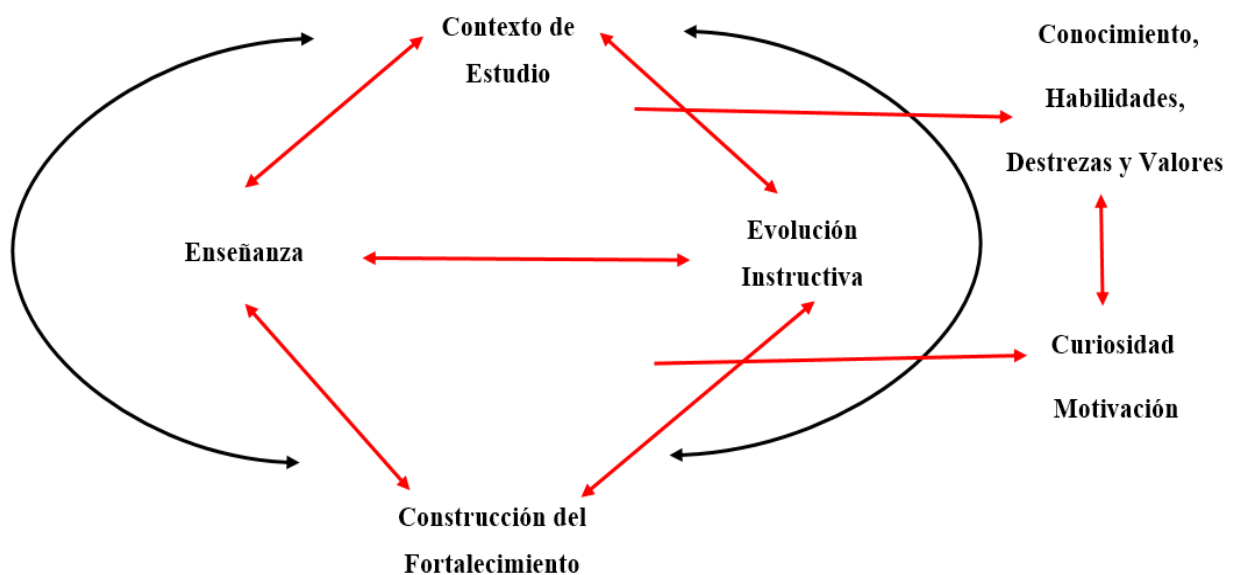 Contexto de
Estudio
Conocimiento,
Habilidades,
Destrezas y Valores
Enseñanza
Evolución
Instructiva
Curiosidad
Motivación
Construcción del
Fortalecimiento